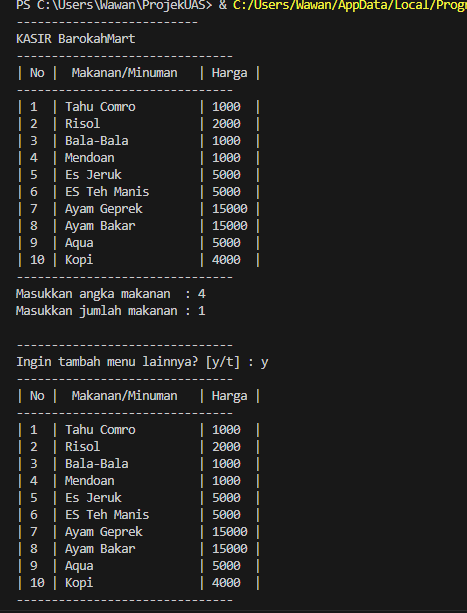 PS C:\Users\Wawan\ProjekUAS> & C:/Users/Wawan/AppData/Local/Prog
--------------------------
KASIR BarokahMart
-------------------------------
| No |  Makanan/Minuman   | Harga |
-------------------------------
| 1  | Tahu Comro         | 1000  |
| 2  | Risol              | 2000  |
| 3  | Bala-Bala          | 1000  |
| 4  | Mendoan            | 1000  |
| 5  | Es Jeruk           | 5000  |
| 6  | ES Teh Manis       | 5000  |
| 7  | Ayam Geprek        | 15000 |
| 8  | Ayam Bakar         | 15000 |
| 9  | Aqua               | 5000  |
| 10 | Kopi               | 4000  |
-------------------------------
Masukkan angka makanan  : 4
Masukkan jumlah makanan : 1
-------------------------------
Ingin tambah menu lainnya? [y/t] : y
-------------------------------
| No |  Makanan/Minuman   | Harga |
-------------------------------
| 1  | Tahu Comro         | 1000  |
| 2  | Risol              | 2000  |
| 3  | Bala-Bala          | 1000  |
| 4  | Mendoan            | 1000  |
| 5  | Es Jeruk           | 5000  |
| 6  | ES Teh Manis       | 5000  |
| 7  | Ayam Geprek        | 15000 |
| 8  | Ayam Bakar         | 15000 |
| 9  | Aqua               | 5000  |
| 10 | Kopi               | 4000  |
-------------------------------